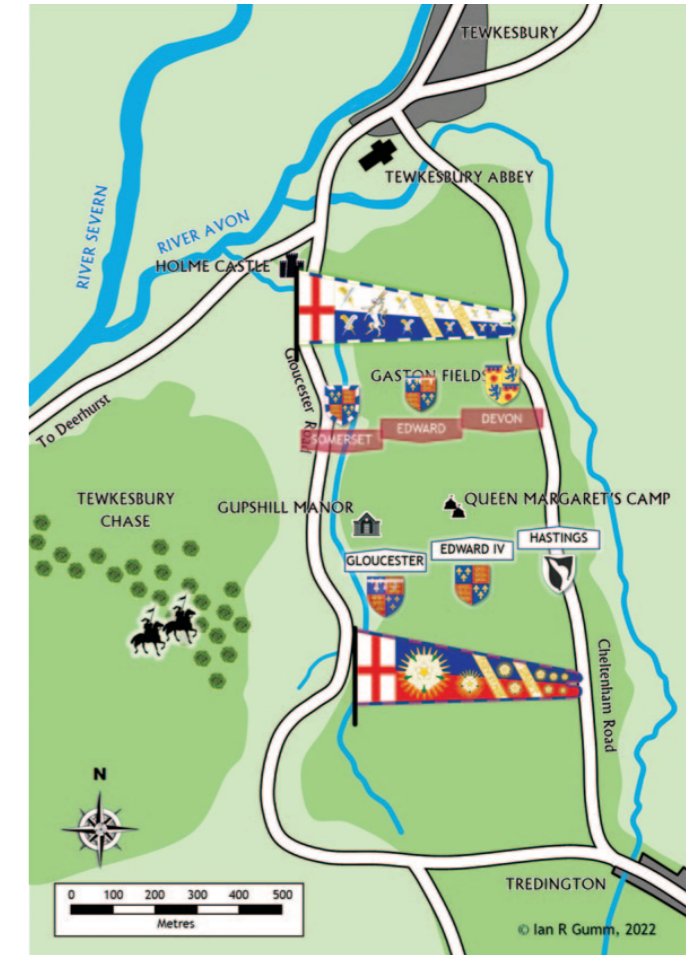 TEWKESBURY
TEWKESBURY ABBEY
RIVER SEVERN
RIVER AVON
HOLME CASTLE
Gloucester Road
To Deerhurst
GASTON FIELDS
SOMERSET
EDWARD
DEVON
TEWKESBURY
CHASE
GUPSHILL MANOR
QUEEN MARGARET'S CAMP
GLOUCESTER
EDWARD IV
HASTINGS
Cheltenham Road
N
0 100 200 300 400 500
Metres
TREDINGTON
© Ian R Gumm, 2022